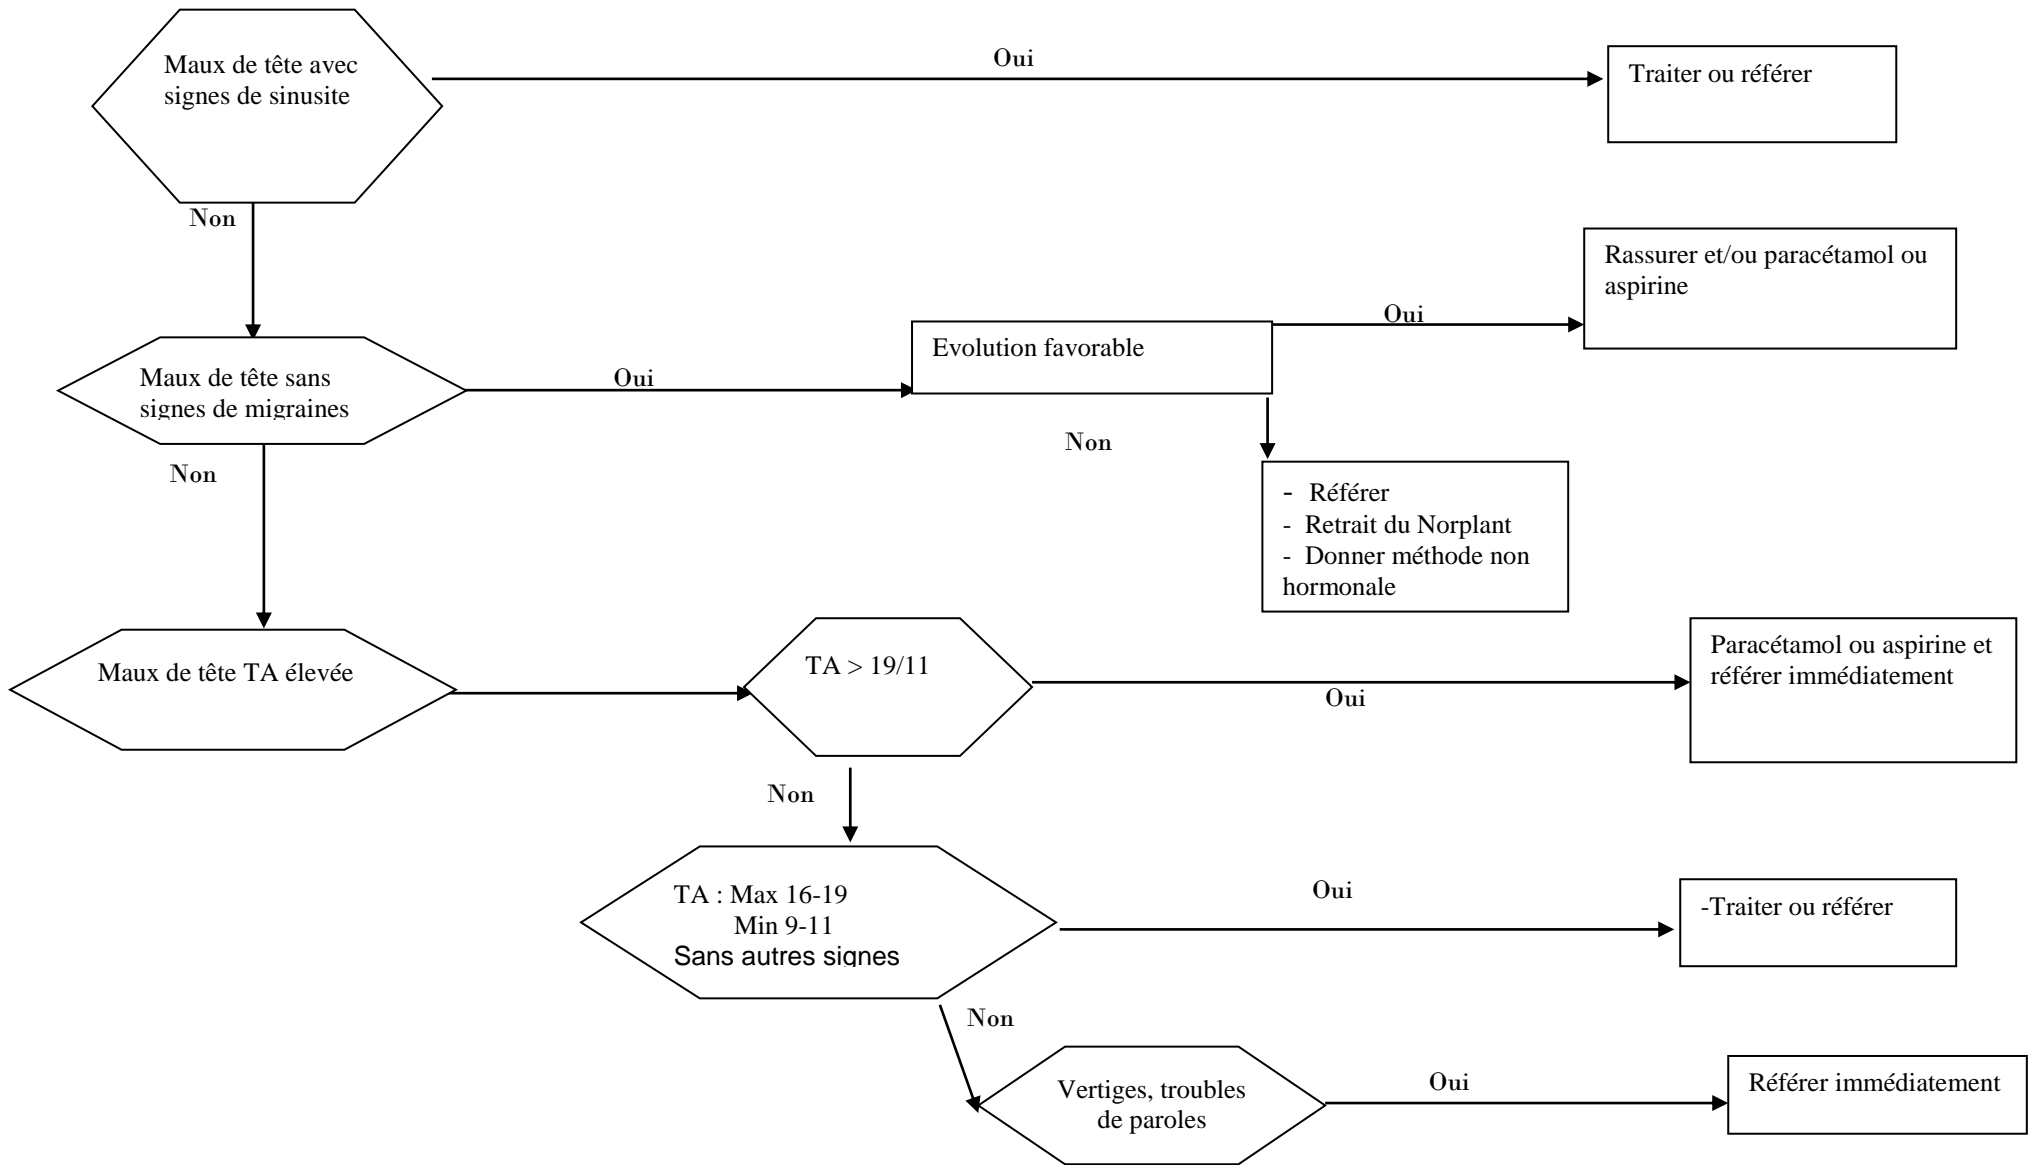 Maux de tête avec
signes de sinusite
Oui
Traiter ou référer
Non
Rassurer et/ou paracétamol ou
aspirine
Oui
Evolution favorable
Maux de tête sans
signes de migraines
Oui
Non
Non
- Référer
- Retrait du Norplant
- Donner méthode non
hormonale
Maux de tête TA élevée
TA > 19/11
Oui
Paracétamol ou aspirine et
référer immédiatement
Non
TA : Max 16-19
Min 9-11
Sans autres signes
Oui
-Traiter ou référer
Non
Vertiges, troubles
de paroles
Oui
Référer immédiatement